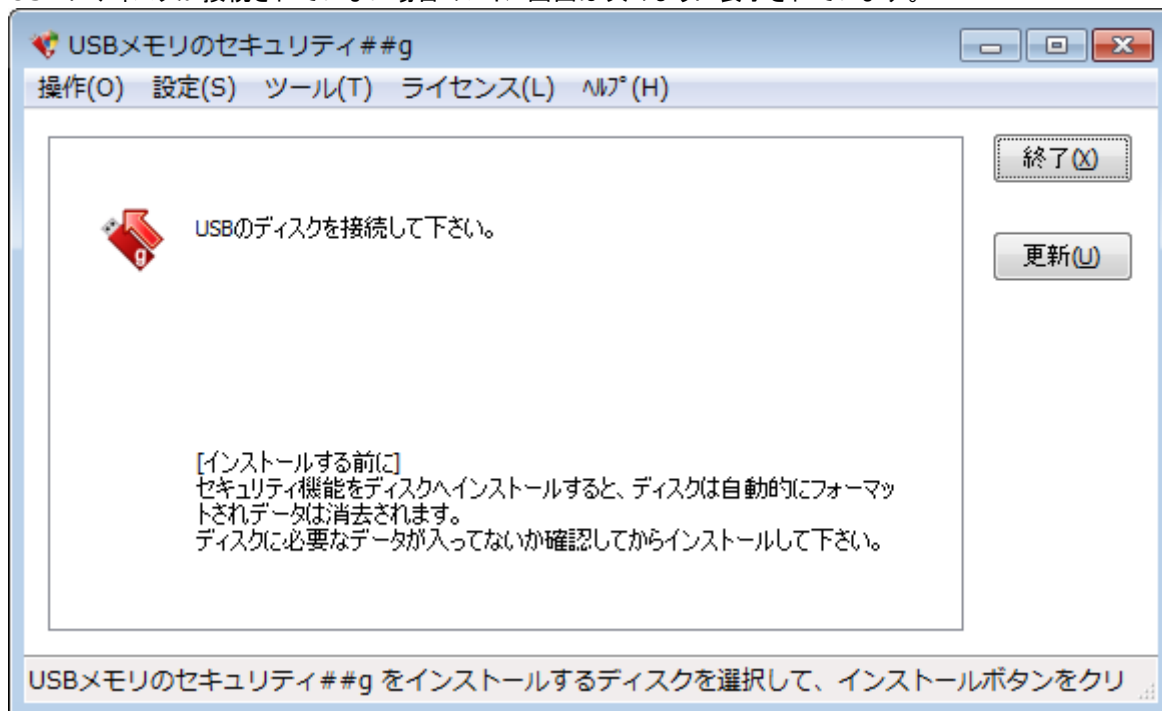 USBメモリのセキュリティ##g
操作(O) 設定(S) ツール(T) ライセンス(L) ﾍﾙﾌﾟ(H)
終了(X)
USBのディスクを接続して下さい。
更新(U)
[インストールする前に]
セキュリティ機能をディスクへインストールすると、ディスクは自動的にフォーマッ
トされデータは消去されます。
ディスクに必要なデータが入ってないか確認してからインストールして下さい。
USBメモリのセキュリティ##g をインストールするディスクを選択して、インストールボタンをクリ